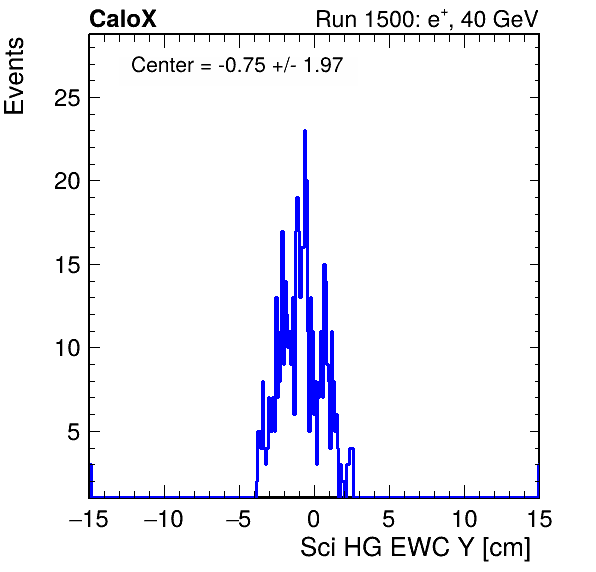 CaloX Run 1500: e+, 40 GeV
Center = -0.75 +/- 1.97
Events
25
20
15
10
5
−15 −10 −5 0 5 10 15
Sci HG EWC Y [cm]